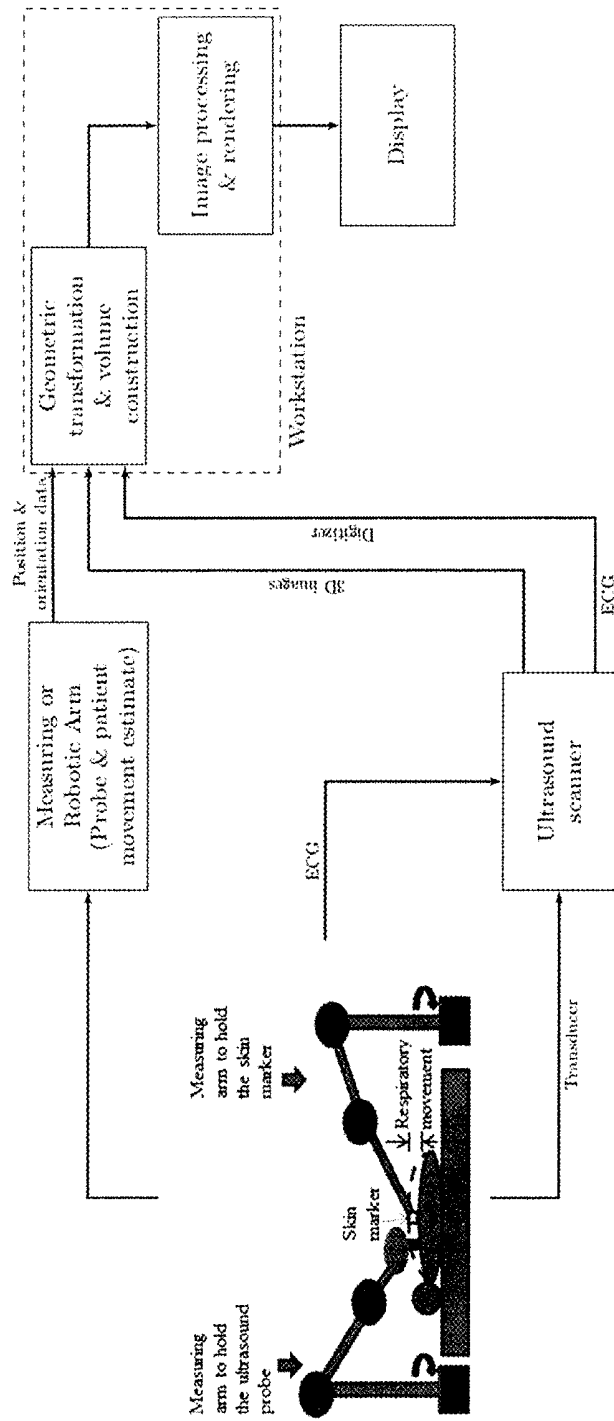 Measuring
arm to hold
the ultrasound
probe
Measuring
arm to hold
the skin
marker
Skin
marker
Respiratory
movement
Measuring or
Robotic Arm
(Probe & patient
movement estimate)
ECG
Transducer
Ultrasound
scanner
Position &
orientation data
3D images
Digitizer
ECG
Geometric
transformation
& volume
construction
Image processing
& rendering
Workstation
Display